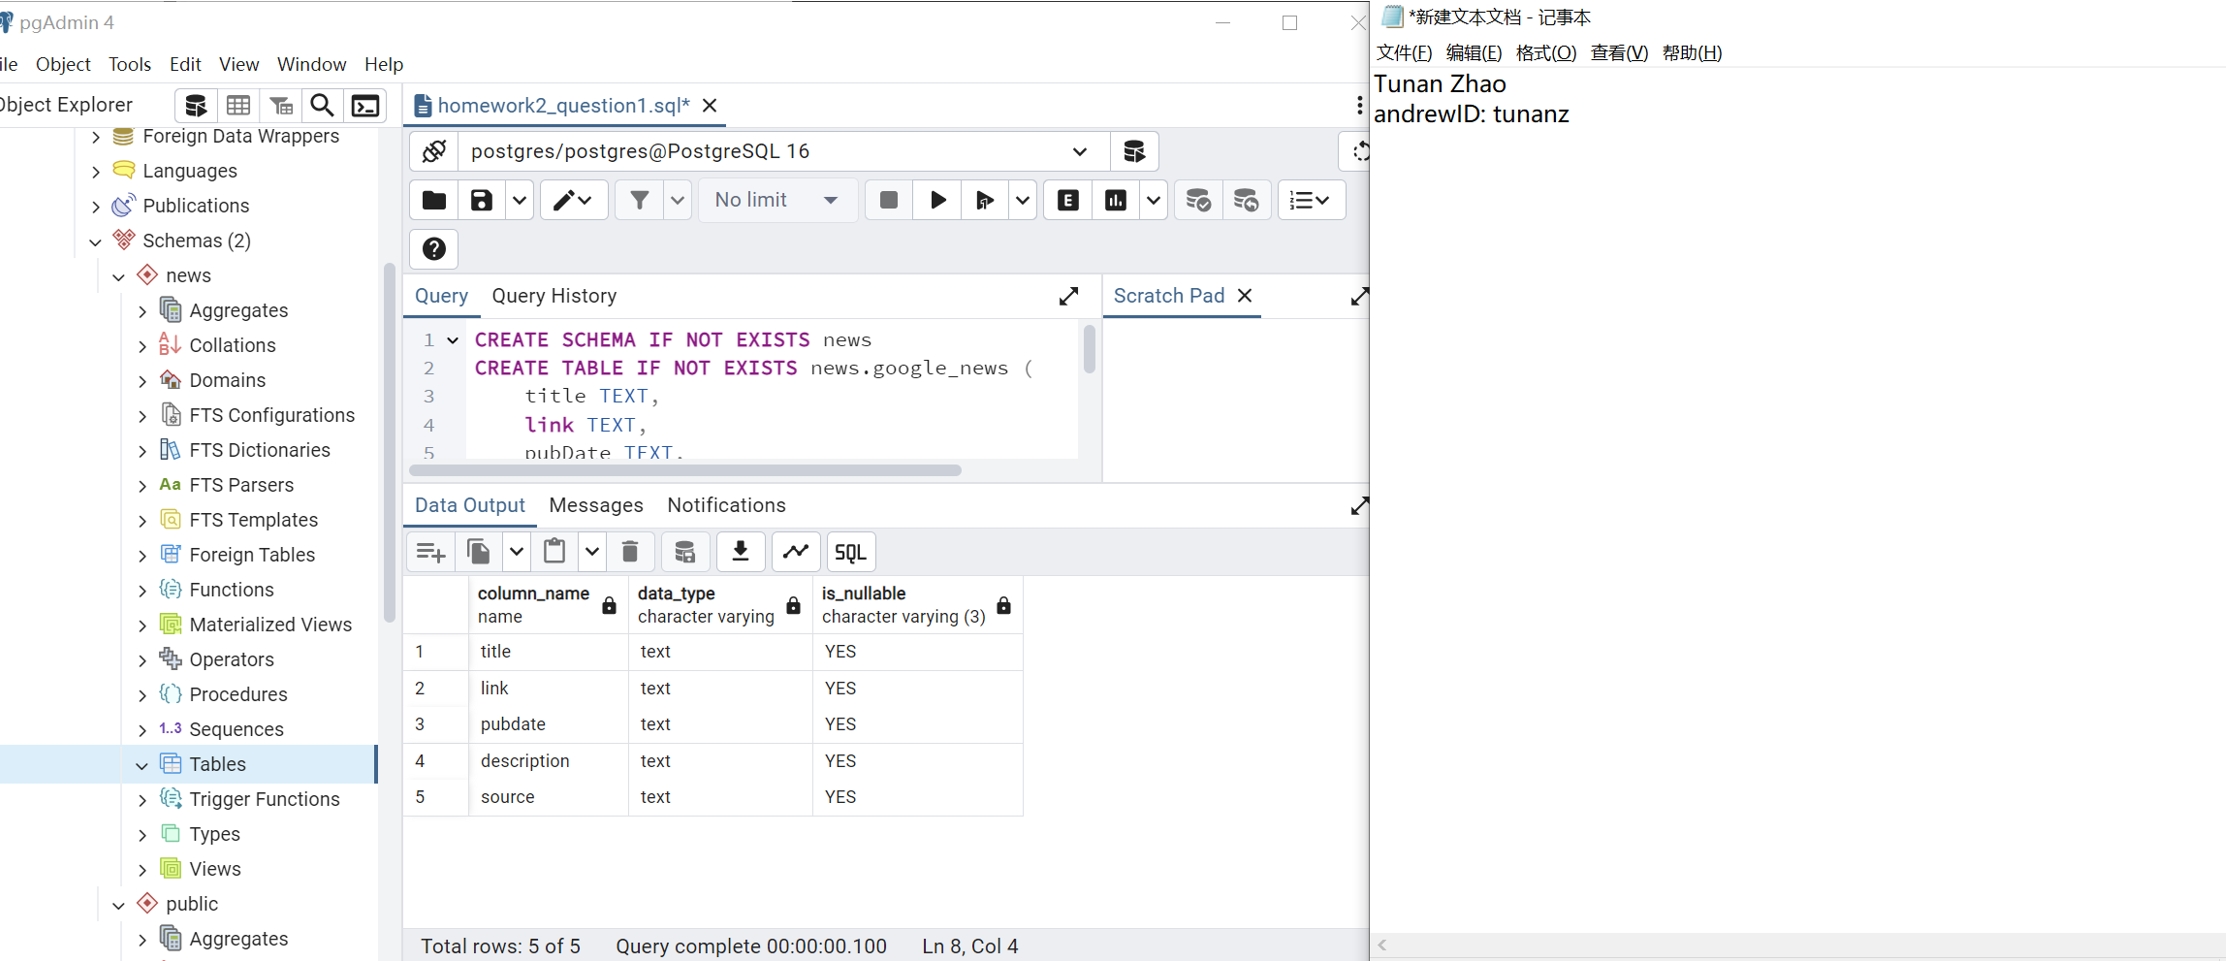 pgAdmin 4
ile Object Tools Edit View Window Help
Object Explorer
Foreign Data Wrappers
Languages
Publications
Schemas (2)
news
Aggregates
Collations
Domains
FTS Configurations
FTS Dictionaries
Aa FTS Parsers
FTS Templates
Foreign Tables
Functions
Materialized Views
Operators
Procedures
1..3 Sequences
Tables
Trigger Functions
Types
Views
public
Aggregates
homework2_question1.sql*
postgres/postgres@PostgreSQL 16
No limit
E
Query Query History
Scratch Pad
1 CREATE SCHEMA IF NOT EXISTS news
2 CREATE TABLE IF NOT EXISTS news.google_news (
3 title TEXT,
4 link TEXT,
5 pubDate TEXT,
Data Output Messages Notifications
SQL
column_name data_type is_nullable
name character varying character varying (3)
1 title text YES
2 link text YES
3 pubdate text YES
4 description text YES
5 source text YES
Total rows: 5 of 5 Query complete 00:00:00.100 Ln 8, Col 4
*新建文本文档 - 记事本
文件(F) 编辑(E) 格式(O) 查看(V) 帮助(H)
Tunan Zhao
andrewID: tunanz